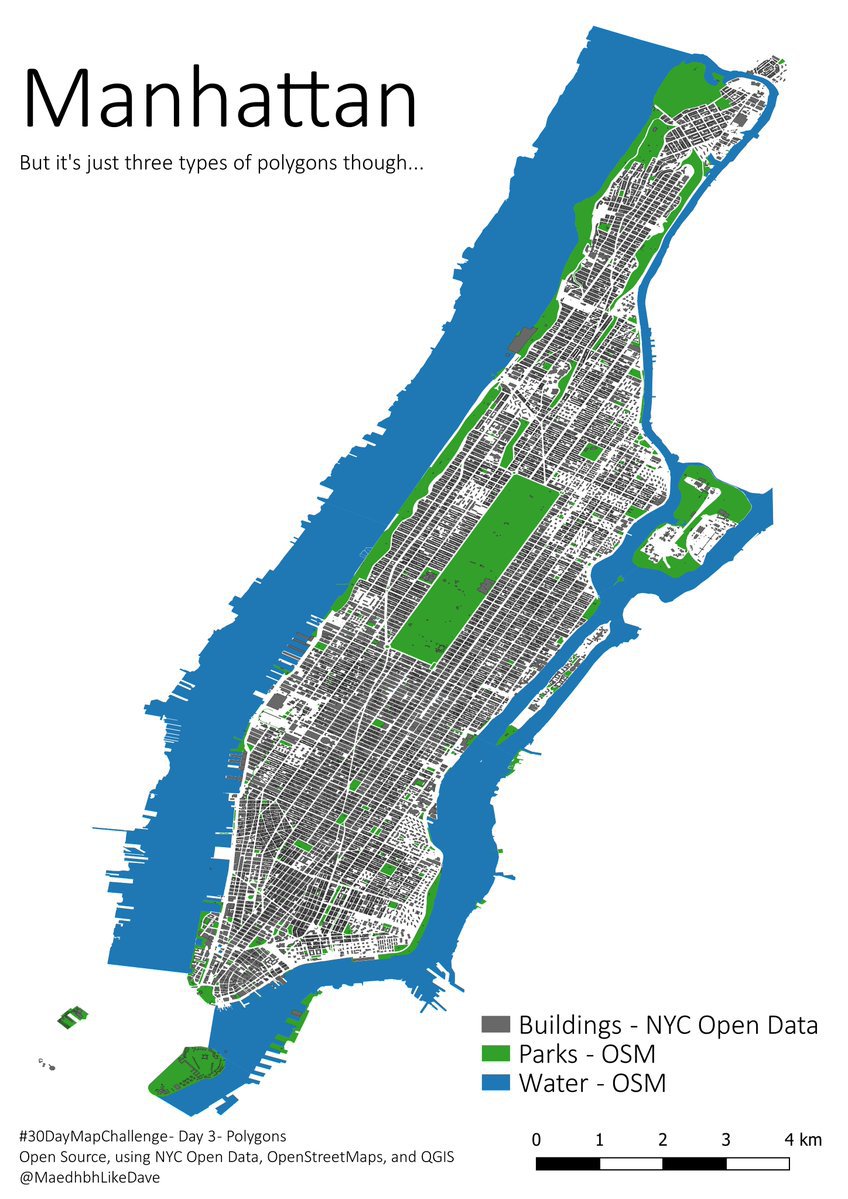 Manhattan
But it's just three types of polygons though...
Buildings - NYC Open Data
Parks - OSM
Water - OSM
#30DayMapChallenge - Day 3 - Polygons
Open Source, using NYC Open Data, OpenStreetMaps, and QGIS
@MaedhbhLikeDave
0 1 2 3 4 km